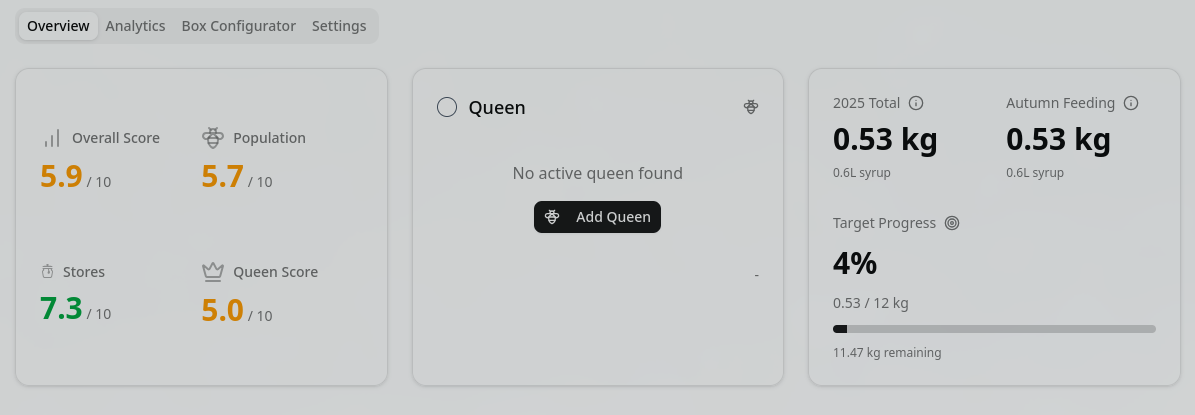 Overview Analytics Box Configurator Settings
Overall Score
5.9 / 10
Population
5.7 / 10
Stores
7.3 / 10
Queen Score
5.0 / 10
Queen
No active queen found
Add Queen
-
2025 Total
0.53 kg
0.6L syrup
Autumn Feeding
0.53 kg
0.6L syrup
Target Progress
4%
0.53 / 12 kg
11.47 kg remaining